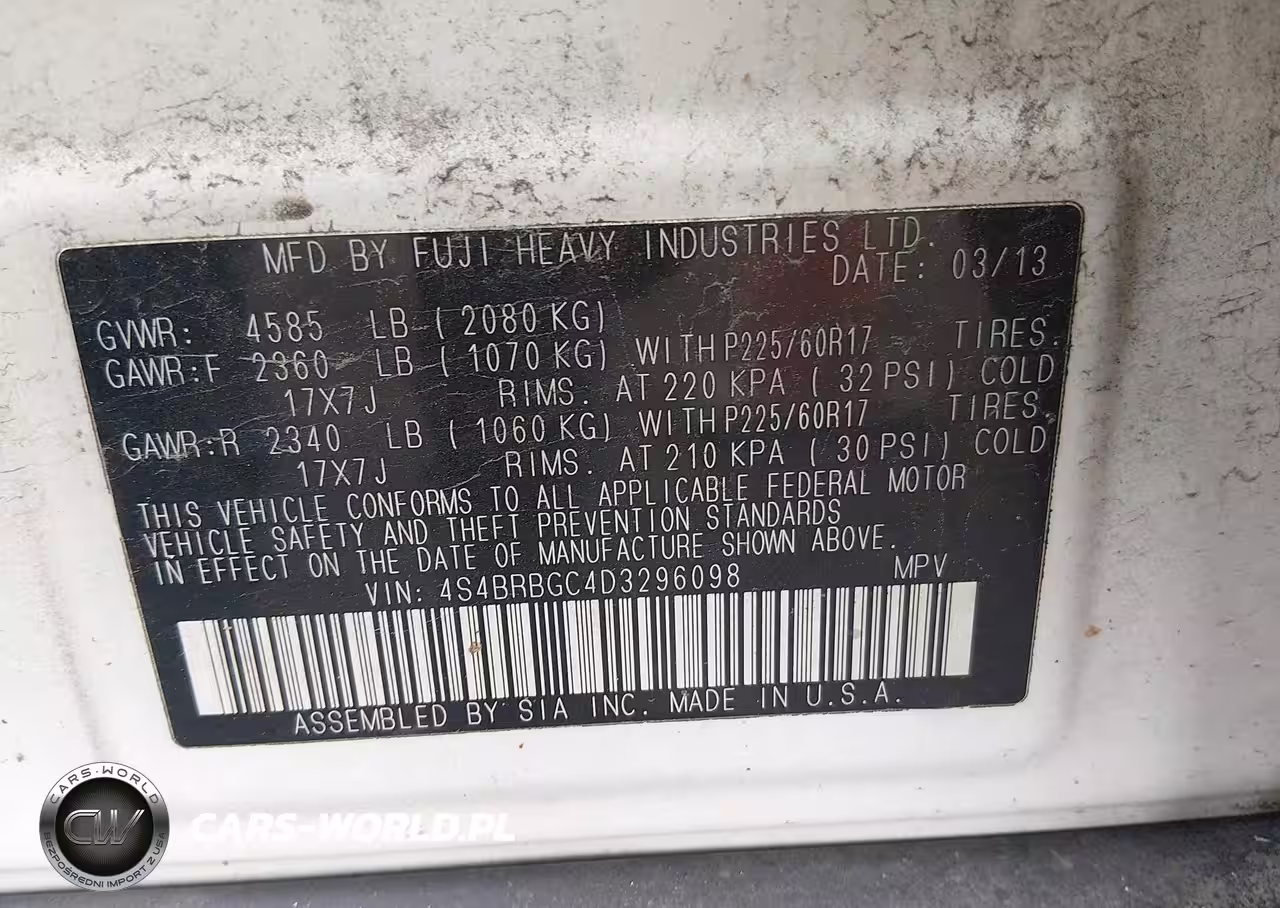 MFD BY FUJI HEAVY INDUSTRIES LTD.
DATE: 03/13
GVWR: 4585 LB ( 2080 KG)
GAWR:F 2360 LB ( 1070 KG) WITH P225/60R17 TIRES.
17X7J RIMS. AT 220 KPA ( 32 PSI) COLD
GAWR:R 2340 LB ( 1060 KG) WITH P225/60R17 TIRES.
17X7J RIMS. AT 210 KPA ( 30 PSI) COLD
THIS VEHICLE CONFORMS TO ALL APPLICABLE FEDERAL MOTOR
VEHICLE SAFETY AND THEFT PREVENTION STANDARDS
IN EFFECT ON THE DATE OF MANUFACTURE SHOWN ABOVE.
VIN: 4S4BRBGC4D3296098 MPV
ASSEMBLED BY SIA INC. MADE IN U.S.A.
CARS-WORLD
CW
BEZPOŚREDNI IMPORT Z USA
CARS-WORLD.PL